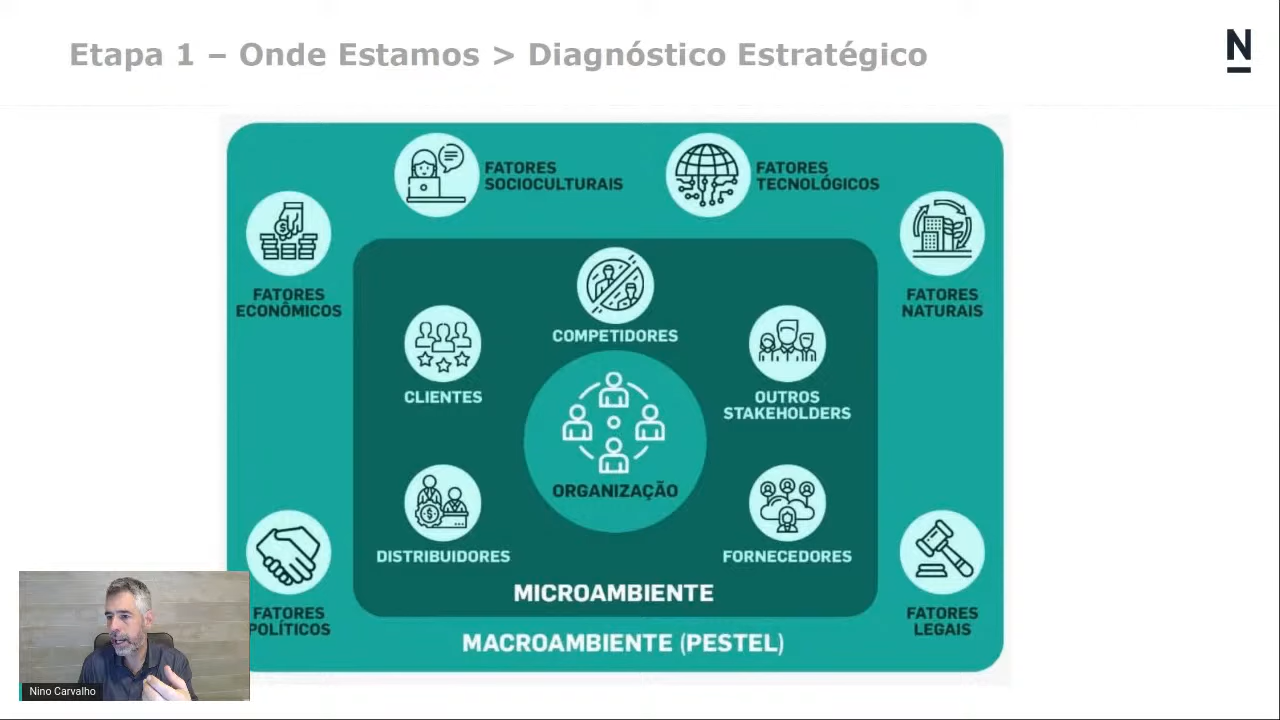 Etapa 1 – Onde Estamos > Diagnóstico Estratégico
N
FATORES
SOCIOCULTURAIS
FATORES
TECNOLÓGICOS
FATORES
ECONÔMICOS
FATORES
NATURAIS
COMPETIDORES
CLIENTES
OUTROS
STAKEHOLDERS
ORGANIZAÇÃO
DISTRIBUIDORES
FORNECEDORES
MICROAMBIENTE
FATORES
POLÍTICOS
FATORES
LEGAIS
MACROAMBIENTE (PESTEL)
Nino Carvalho